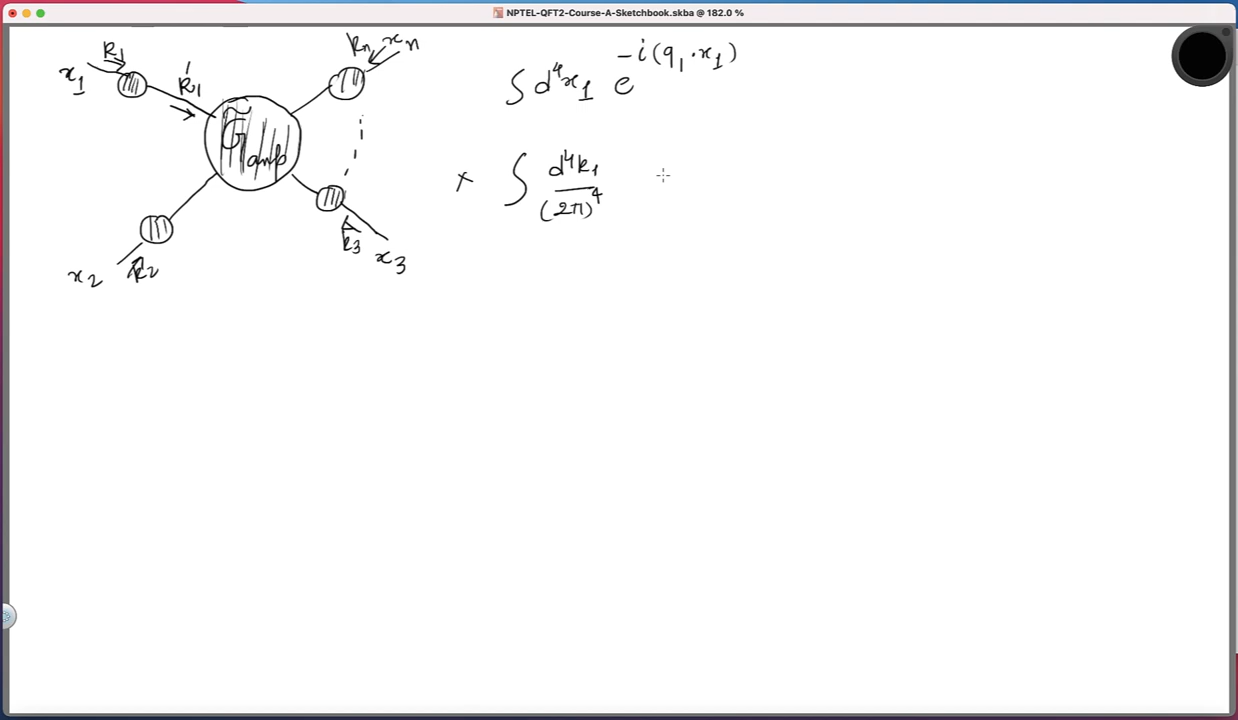 NPTEL-QFT2-Course-A-Sketchbook.skba @ 182.0 %
k₁ kₙ xₙ
x₁ k₁′
G̃amp
x₂ k₂ k₃ x₃
∫ d⁴x₁ e^{-i(q₁·x₁)}
× ∫ d⁴k₁/(2π)⁴